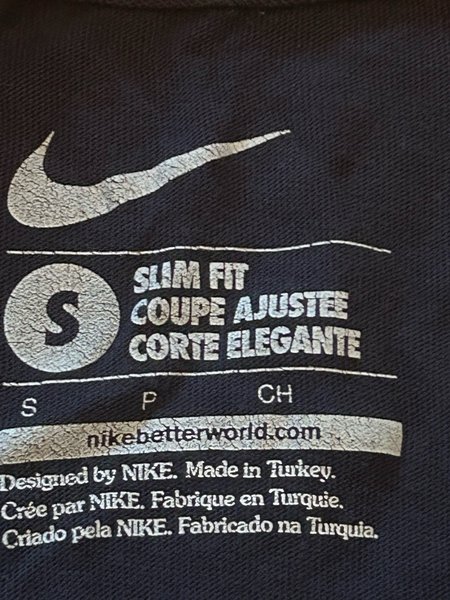 S
SLIM FIT
COUPE AJUSTEE
CORTE ELEGANTE
S P CH
nikebetterworld.com
Designed by NIKE. Made in Turkey.
Crée par NIKE. Fabrique en Turquie.
Criado pela NIKE. Fabricado na Turquia.